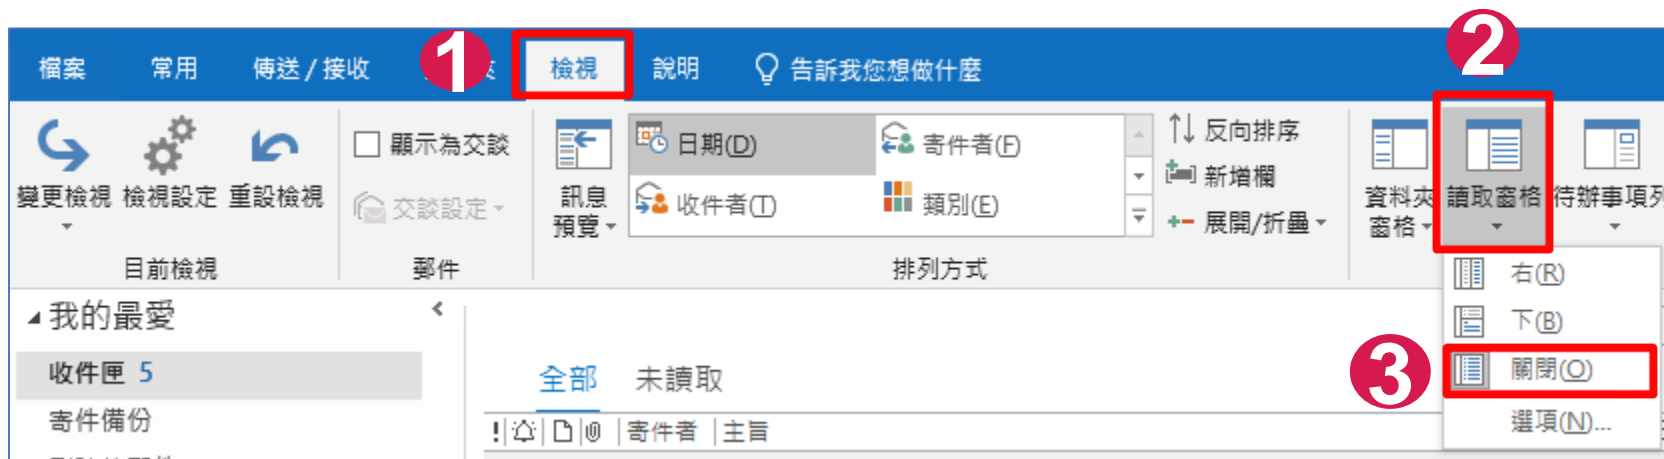 檔案 常用 傳送 / 接收 1 檢視 說明 告訴我您想做什麼 2
變更檢視 檢視設定 重設檢視
顯示為交談
交談設定
訊息
預覽
日期(D) 寄件者(F)
收件者(T) 類別(E)
反向排序
新增欄
展開/折疊
資料夾
窗格
讀取窗格
待辦事項列
目前檢視 郵件 排列方式
右(R)
下(B)
3 關閉(O)
選項(N)...
我的最愛
收件匣 5
寄件備份
全部 未讀取
寄件者 主旨